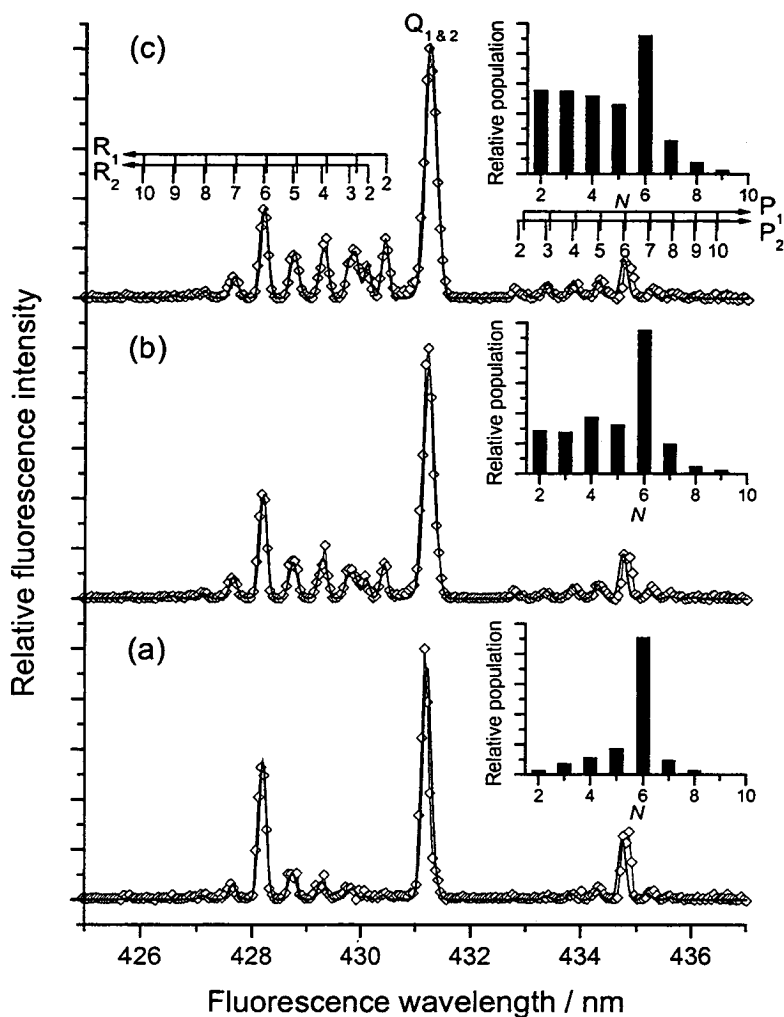 Q1&2
(c)
R1
R2
10 9 8 7 6 5 4 3 2 2
Relative population
2 4 6 8 10
N
P1
P2
2 3 4 5 6 7 8 9 10
(b)
Relative population
2 4 6 8 10
N
(a)
Relative population
2 4 6 8 10
N
Relative fluorescence intensity
426 428 430 432 434 436
Fluorescence wavelength / nm